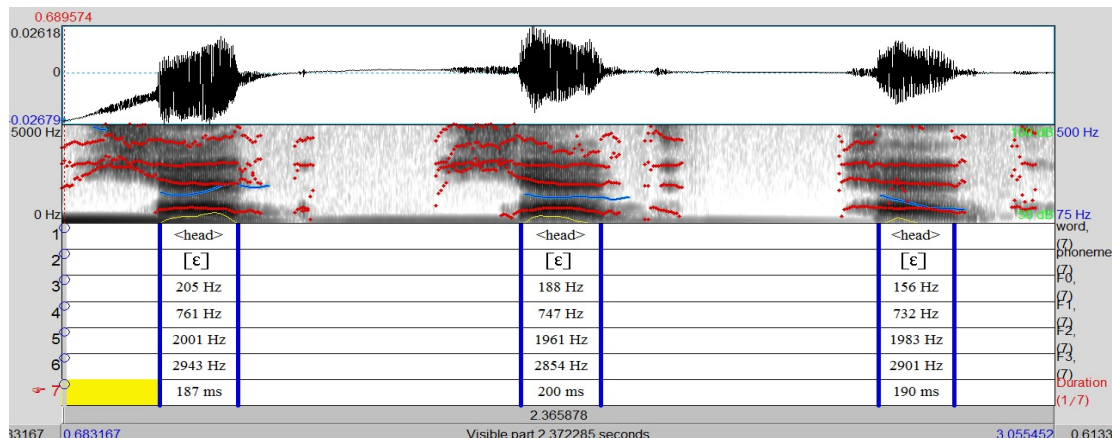 0.689574
0.02618
0
-0.02679
5000 Hz
100 dB 500 Hz
0 Hz
50 dB 75 Hz
1 <head> <head> <head> word, (7)
2 [ɛ] [ɛ] [ɛ] phoneme (7)
3 205 Hz 188 Hz 156 Hz F0, (7)
4 761 Hz 747 Hz 732 Hz F1, (7)
5 2001 Hz 1961 Hz 1983 Hz F2, (7)
6 2943 Hz 2854 Hz 2901 Hz F3, (7)
☞ 7 187 ms 200 ms 190 ms Duration (1/7)
2.365878
33167 0.683167 Visible part 2.372285 seconds 3.055452 0.6133